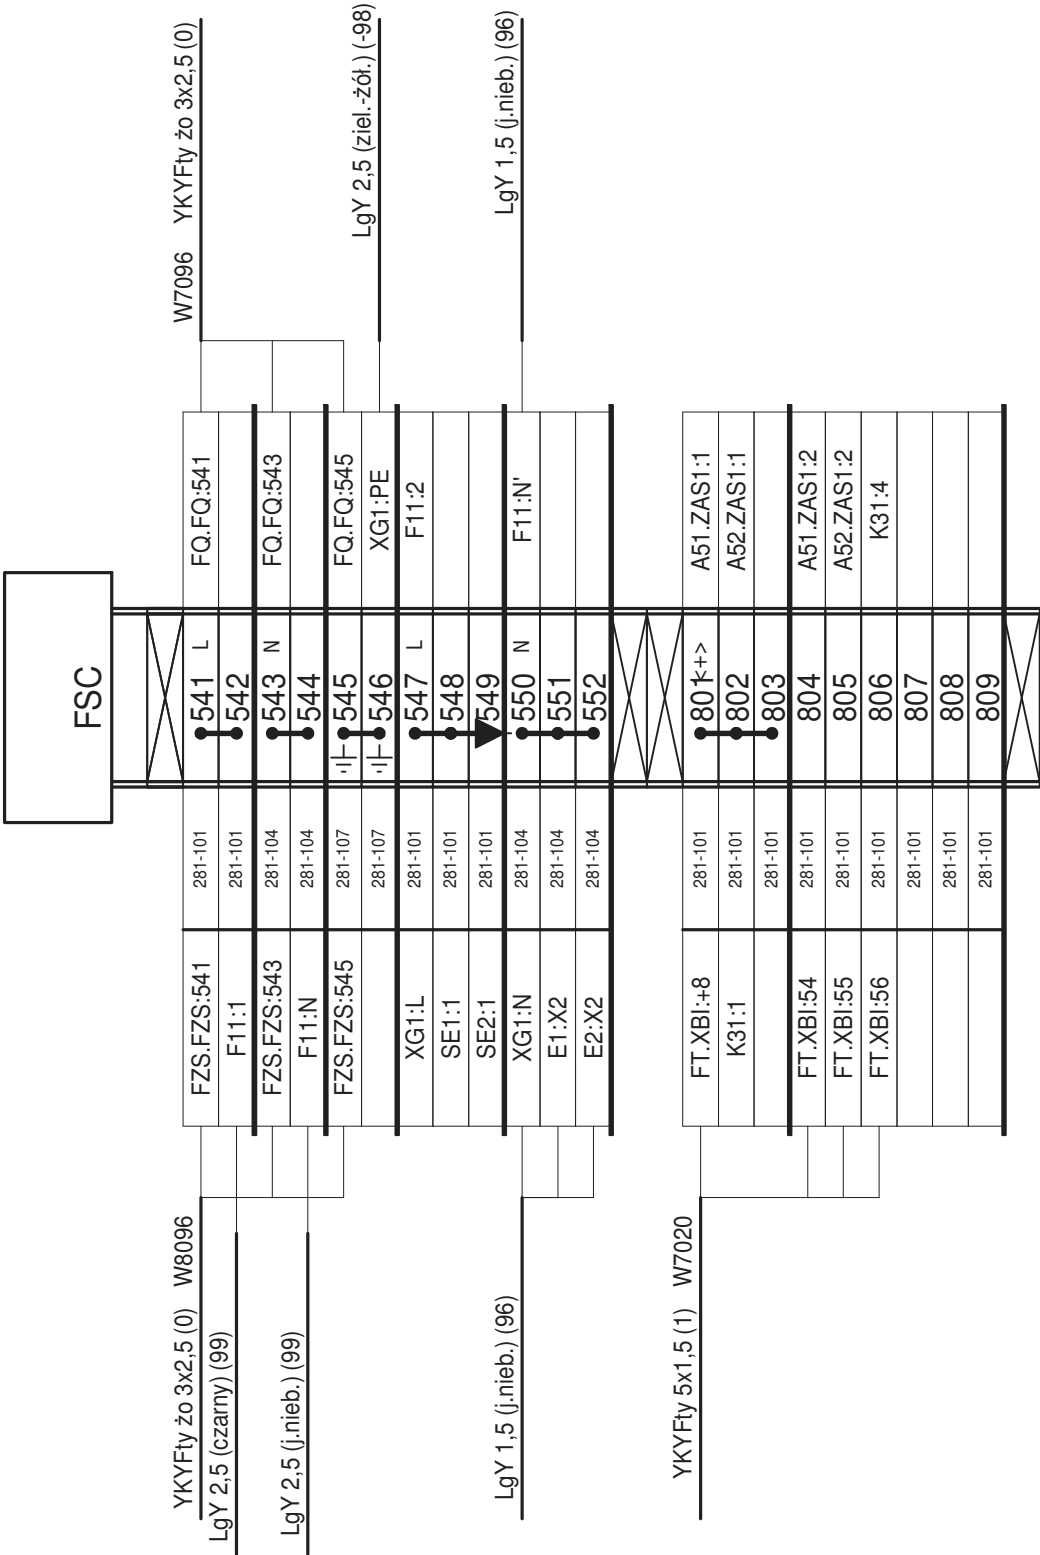 FSC
W7096 YKYFty żo 3x2,5 (0)
LgY 2,5 (ziel.-żół.) (-98)
LgY 1,5 (j.nieb.) (96)
FZS.FZS:541 281-101 541 L FQ.FQ:541
F11:1 281-101 542
FZS.FZS:543 281-104 543 N FQ.FQ:543
F11:N 281-104 544
FZS.FZS:545 281-107 545 FQ.FQ:545
281-107 546 XG1:PE
XG1:L 281-101 547 L F11:2
SE1:1 281-101 548
SE2:1 281-101 549
XG1:N 281-104 550 N F11:N'
E1:X2 281-104 551
E2:X2 281-104 552
FT.XBI:+8 281-101 801 <+> A51.ZAS1:1
K31:1 281-101 802 A52.ZAS1:1
281-101 803
FT.XBI:54 281-101 804 A51.ZAS1:2
FT.XBI:55 281-101 805 A52.ZAS1:2
FT.XBI:56 281-101 806 K31:4
281-101 807
281-101 808
281-101 809
YKYFty żo 3x2,5 (0) W8096
LgY 2,5 (czarny) (99)
LgY 2,5 (j.nieb.) (99)
LgY 1,5 (j.nieb.) (96)
YKYFty 5x1,5 (1) W7020